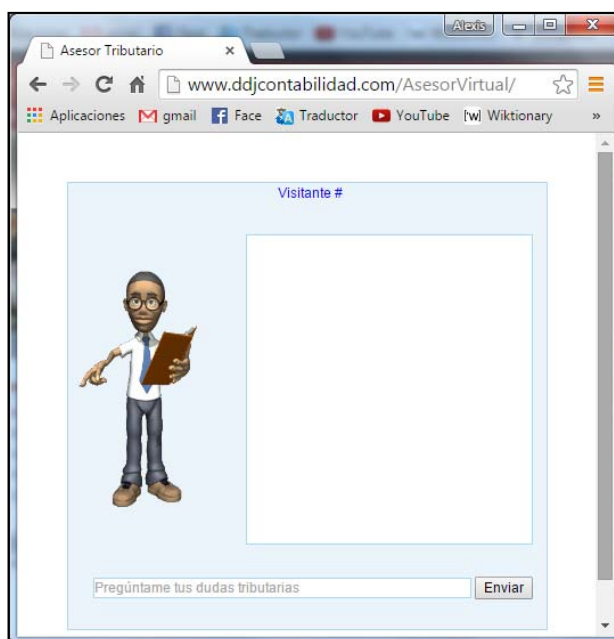 Alexis
Asesor Tributario
www.ddjcontabilidad.com/AsesorVirtual/
Aplicaciones gmail Face Traductor YouTube ['w] Wiktionary »
Visitante #
Pregúntame tus dudas tributarias Enviar